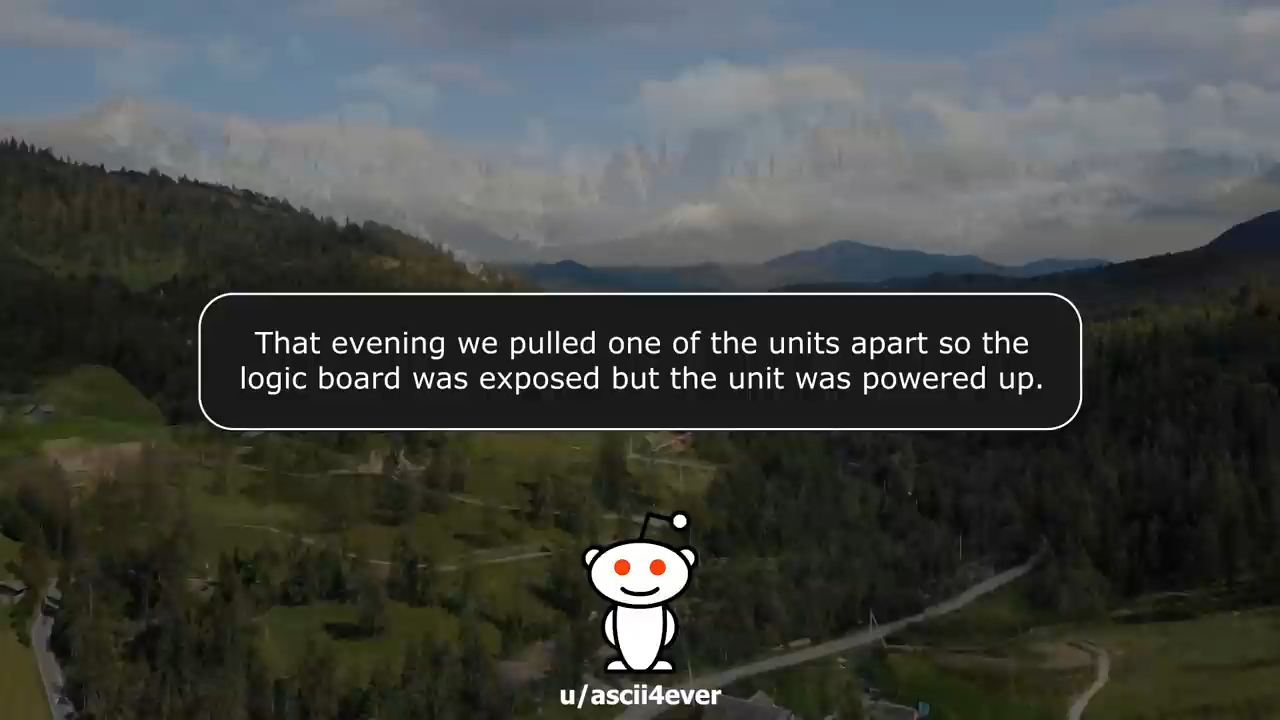 That evening we pulled one of the units apart so the
logic board was exposed but the unit was powered up.
u/ascii4ever